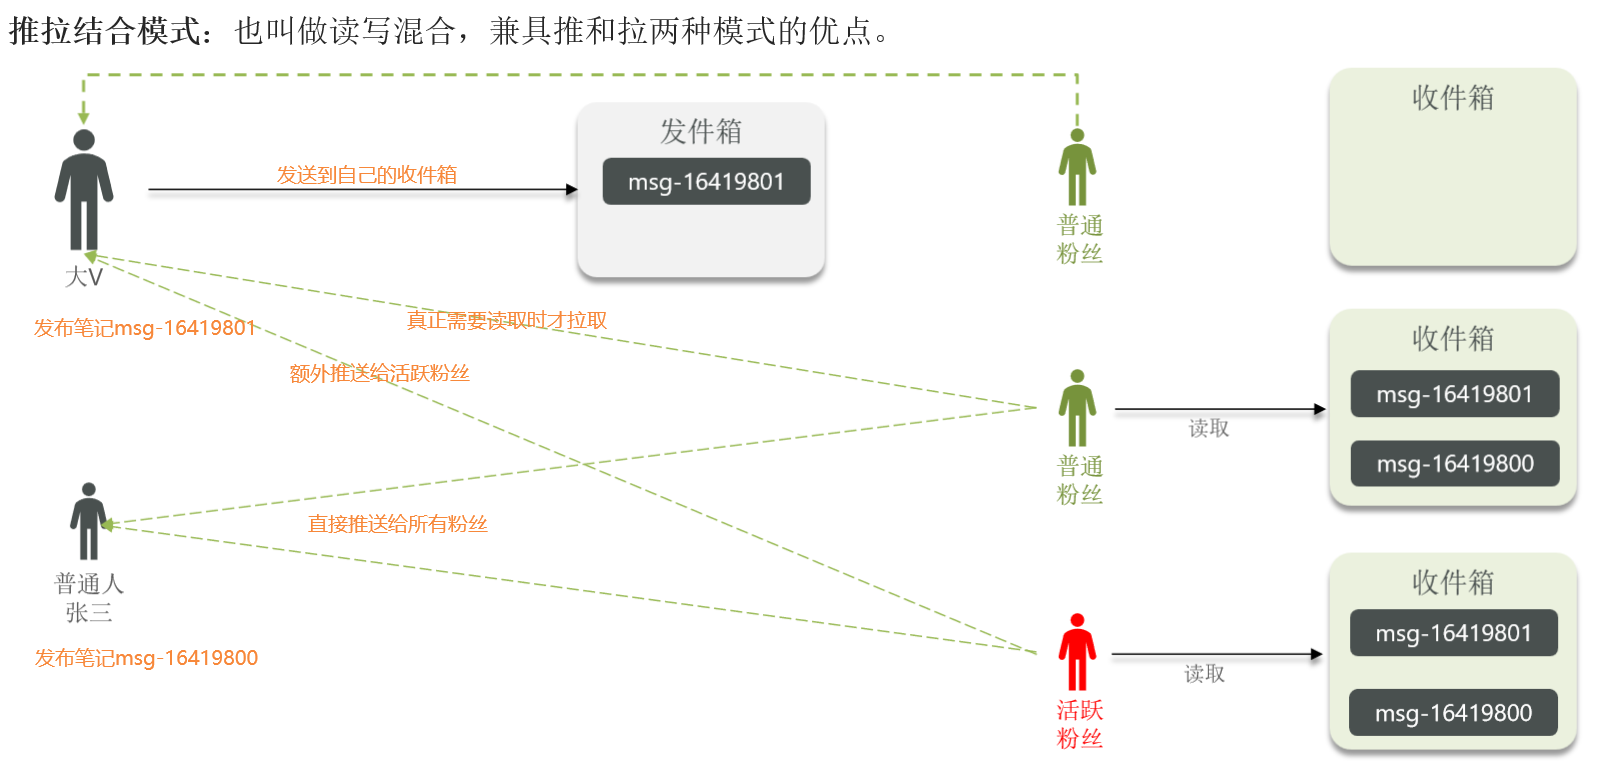 推拉结合模式：也叫做读写混合，兼具推和拉两种模式的优点。
发件箱
msg-16419801
发送到自己的收件箱
大V
发布笔记msg-16419801
普通
粉丝
收件箱
真正需要读取时才拉取
额外推送给活跃粉丝
普通
粉丝
读取
收件箱
msg-16419801
msg-16419800
直接推送给所有粉丝
普通人
张三
发布笔记msg-16419800
活跃
粉丝
读取
收件箱
msg-16419801
msg-16419800